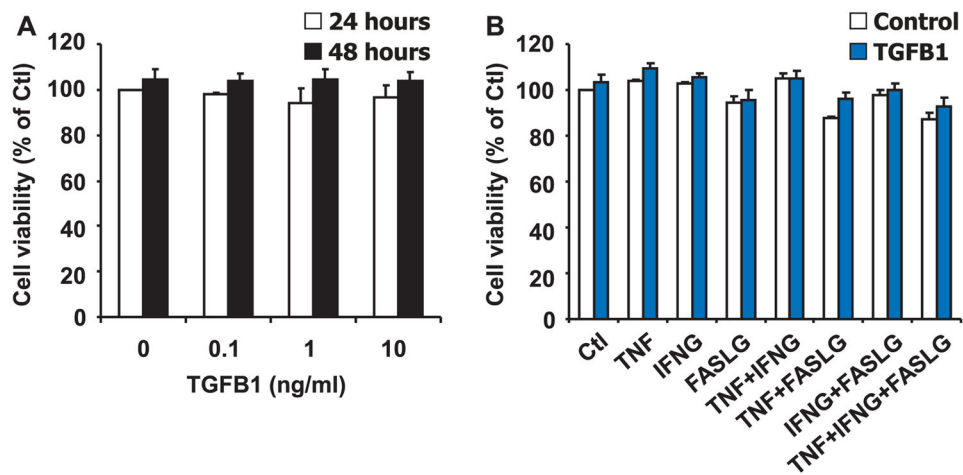 A
24 hours
48 hours
Cell viability (% of Ctl)
120
100
80
60
40
20
0
0 0.1 1 10
TGFB1 (ng/ml)
B
Control
TGFB1
Cell viability (% of Ctl)
120
100
80
60
40
20
0
Ctl
TNF
IFNG
FASLG
TNF+IFNG
TNF+FASLG
IFNG+FASLG
TNF+IFNG+FASLG